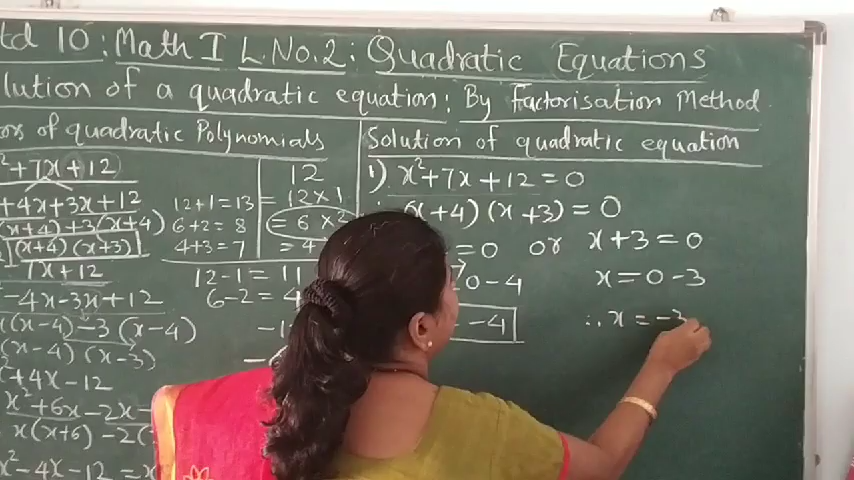 td 10 : Math I L. No. 2 : Quadratic Equations
lution of a quadratic equation : By Factorisation Method
ors of quadratic Polynomials
²+7x+12
+4x+3x+12
(x+4)+3(x+4)
(x+4)(x+3)
-7x+12
²-4x-3x+12
(x-4)-3(x-4)
(x-4)(x-3)
²+4x-12
x²+6x-2x-
x(x+6)-2(
x²-4x-12=x
12+1=13
6+2=8
4+3=7
12-1=11
6-2=4
12
=12×1
=6×2
=4
Solution of quadratic equation
1) x²+7x+12=0
(x+4)(x+3)=0
=0 or x+3=0
0-4 x=0-3
-4 ∴x=-3